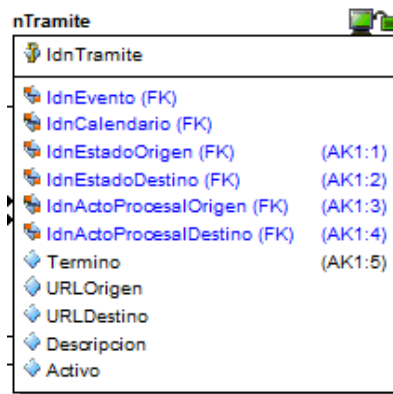 nTramite
IdnTramite
IdnEvento (FK)
IdnCalendario (FK)
IdnEstadoOrigen (FK) (AK1:1)
IdnEstadoDestino (FK) (AK1:2)
IdnActoProcesalOrigen (FK) (AK1:3)
IdnActoProcesalDestino (FK) (AK1:4)
Termino (AK1:5)
URLOrigen
URLDestino
Descripcion
Activo